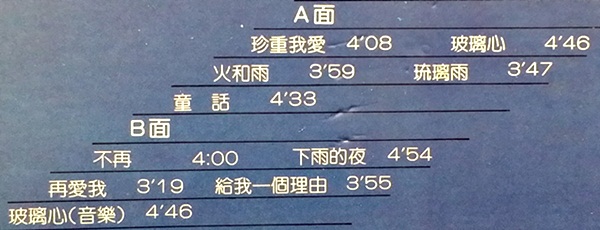 A面
珍重我愛 4'08 玻璃心 4'46
火和雨 3'59 琉璃雨 3'47
童話 4'33
B面
不再 4:00 下雨的夜 4'54
再愛我 3'19 給我一個理由 3'55
玻璃心(音樂) 4'46